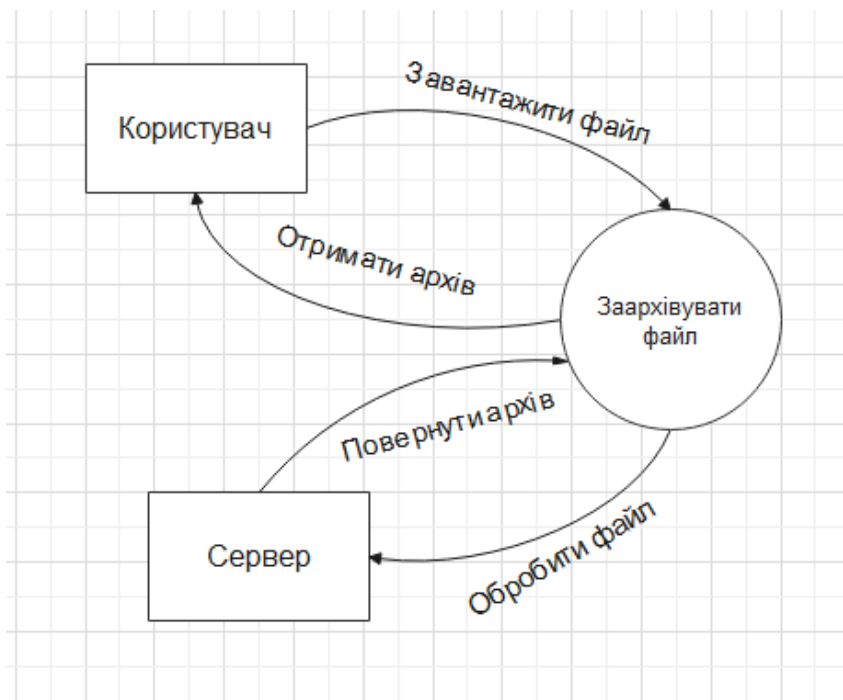 Завантажити файл
Користувач
Отримати архів
Заархівувати
файл
Повернути архів
Обробити файл
Сервер